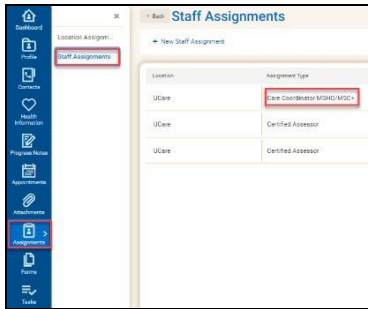 Dashboard
Profile
Contacts
Health
Information
Progress Notes
Appointments
Attachments
Assignments
Forms
Tasks
Location Assignm...
Staff Assignments
Back Staff Assignments
+ New Staff Assignment
Location Assignment Type
UCare Care Coordinator MSHO/MSC+
UCare Certified Assessor
UCare Certified Assessor